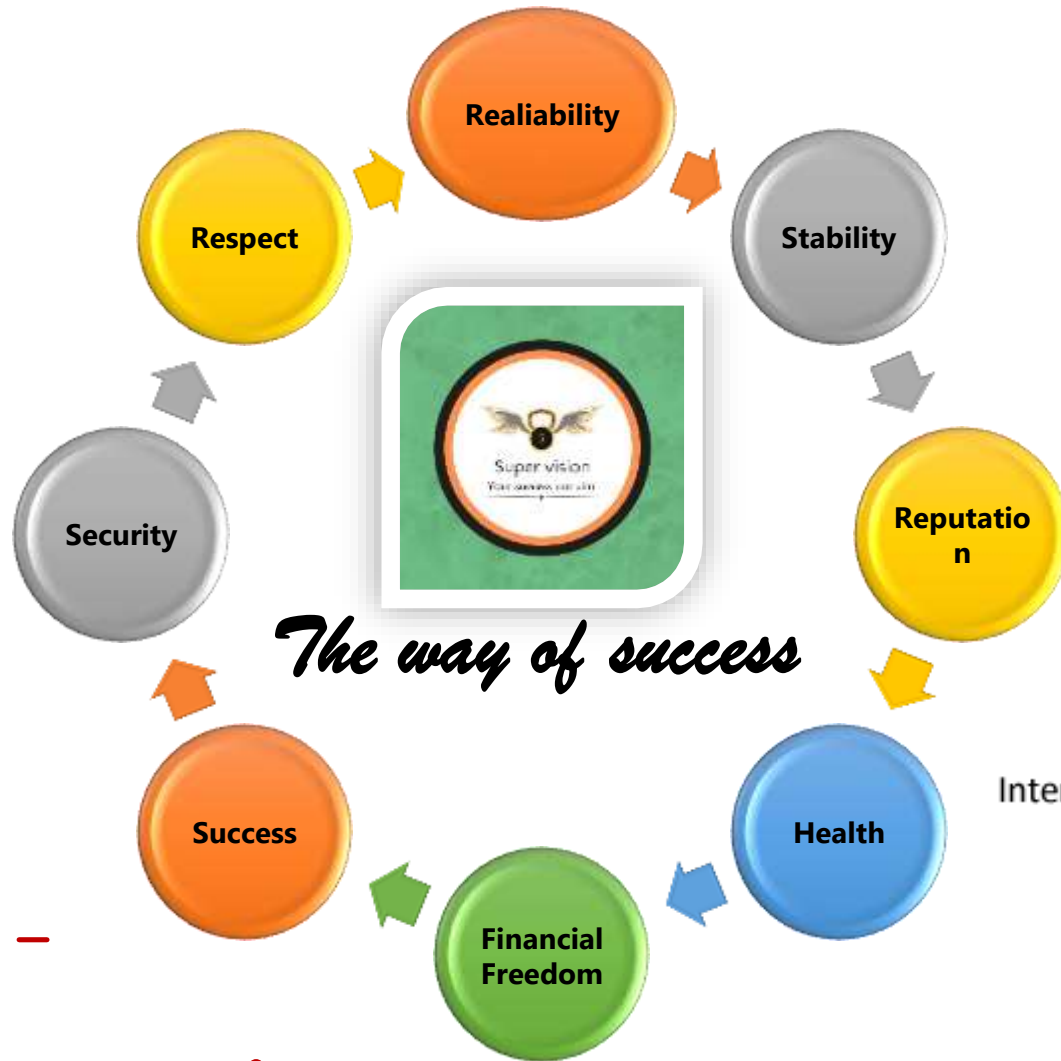 Realiability
Respect
Stability
Super vision
Security
Reputatio
n
The way of success
Inter
Success
Health
Financial
Freedom